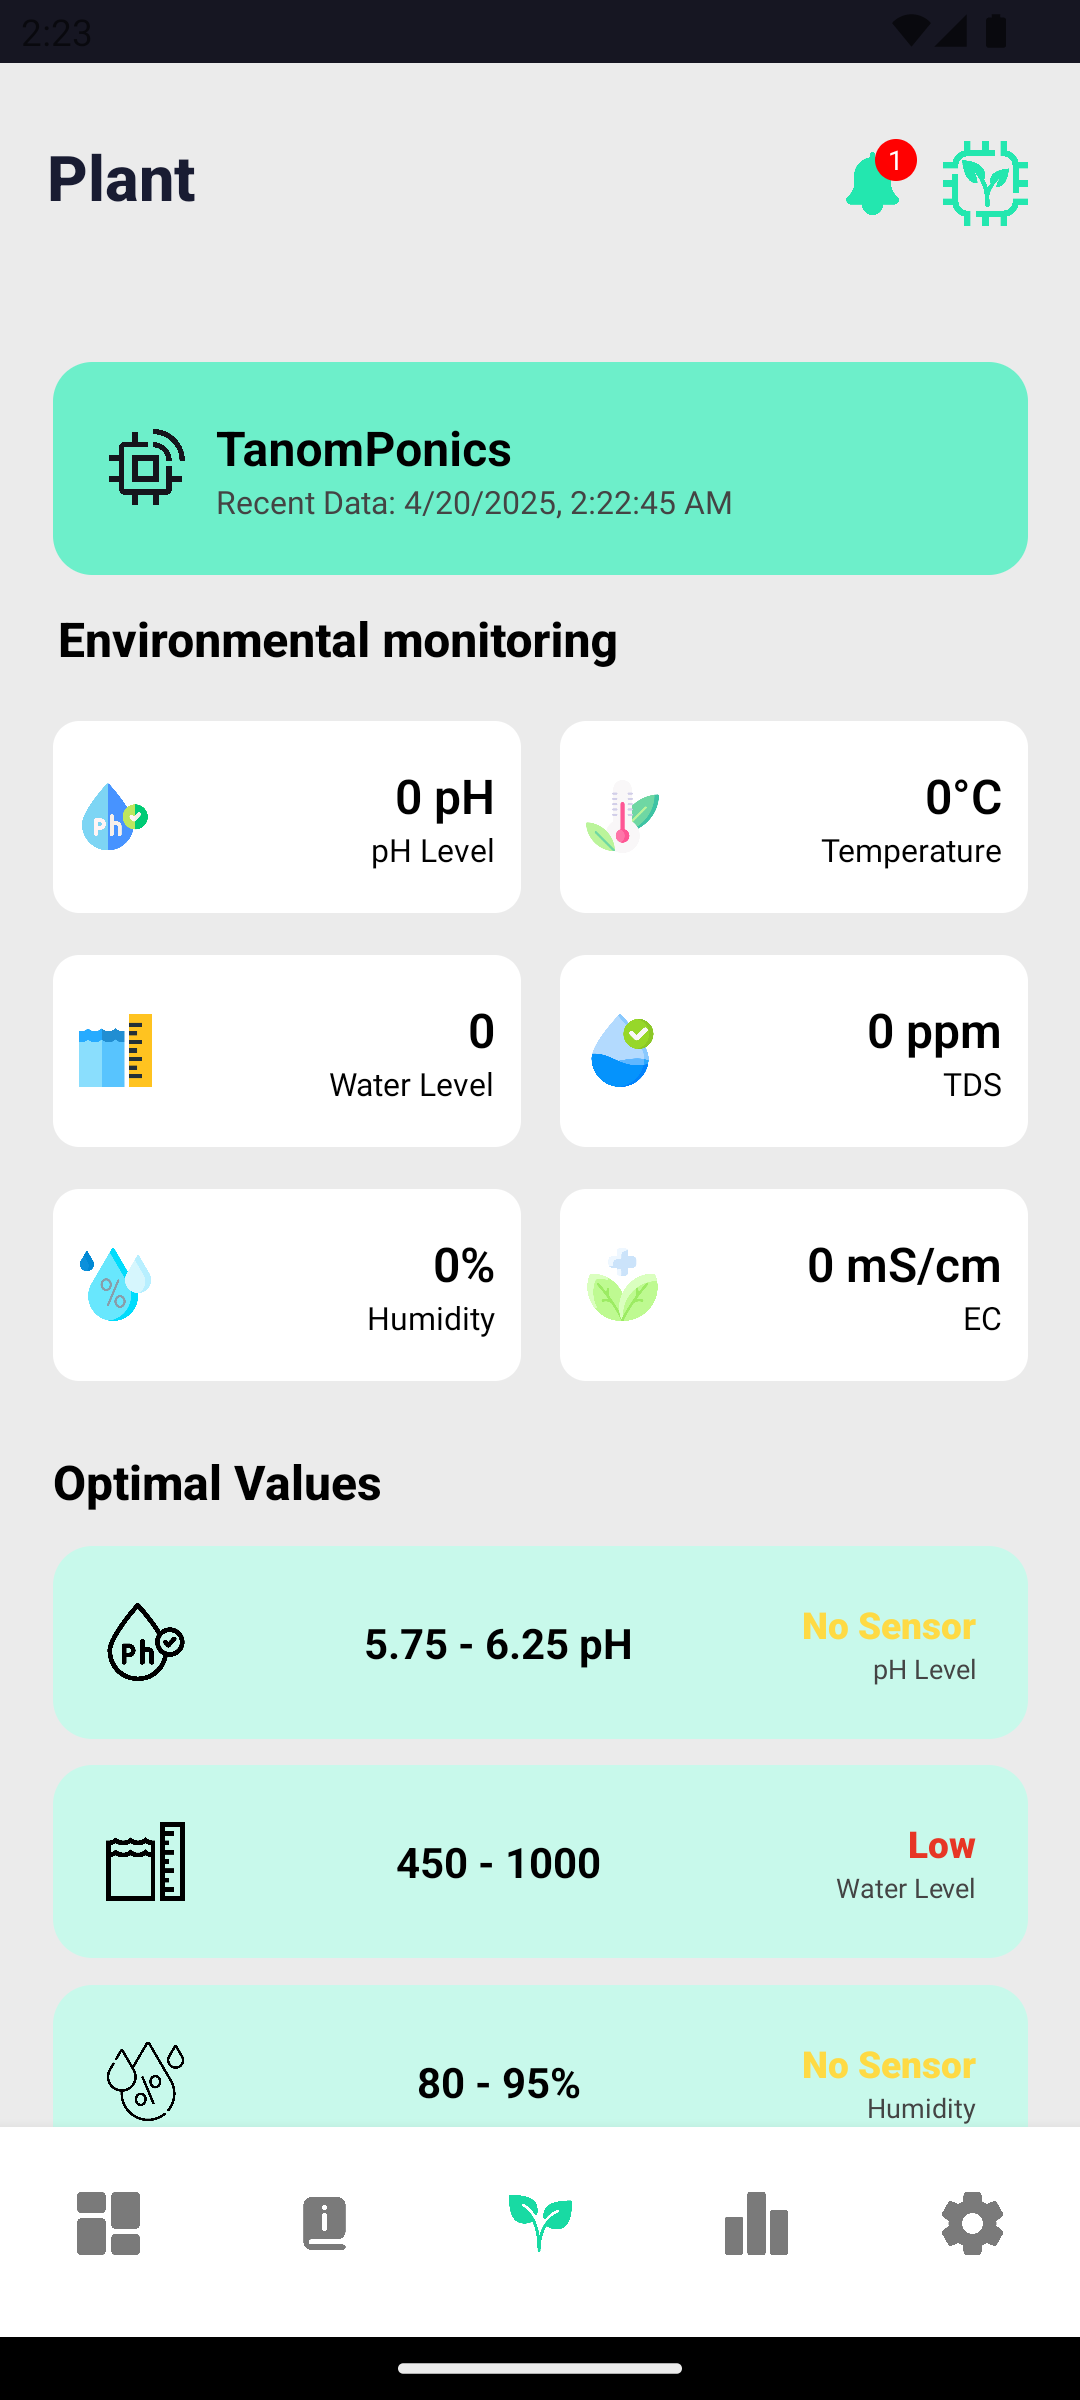 2:23
Plant
1
TanomPonics
Recent Data: 4/20/2025, 2:22:45 AM
Environmental monitoring
Ph
0 pH
pH Level
0°C
Temperature
0
Water Level
0 ppm
TDS
%
0%
Humidity
0 mS/cm
EC
Optimal Values
Ph
5.75 - 6.25 pH
No Sensor
pH Level
450 - 1000
Low
Water Level
%
80 - 95%
No Sensor
Humidity
i